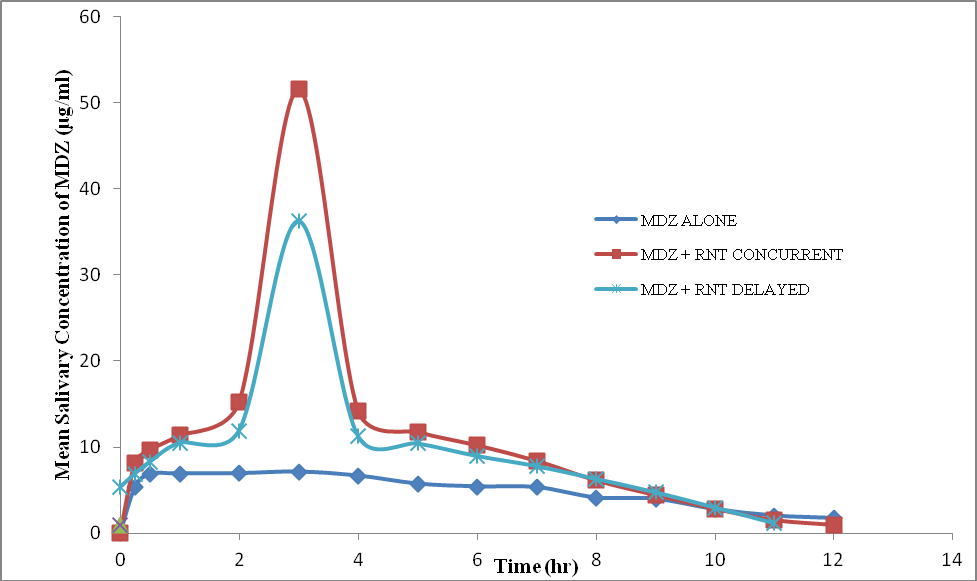 60
50
40
30
20
10
0
Mean Salivary Concentration of MDZ (µg/ml)
MDZ ALONE
MDZ + RNT CONCURRENT
MDZ + RNT DELAYED
0 2 4 6 8 10 12 14
Time (hr)